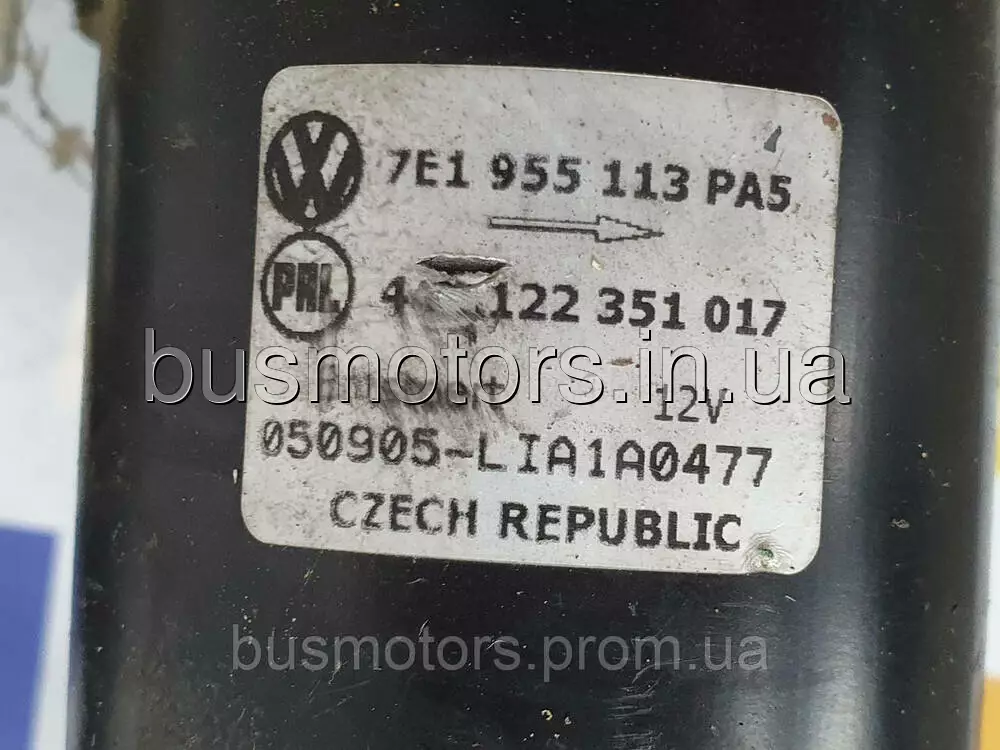 7E1 955 113 PA5
PAL
122 351 017
busmotors.in.ua
12V
050905-LIA1A0477
CZECH REPUBLIC
busmotors.prom.ua